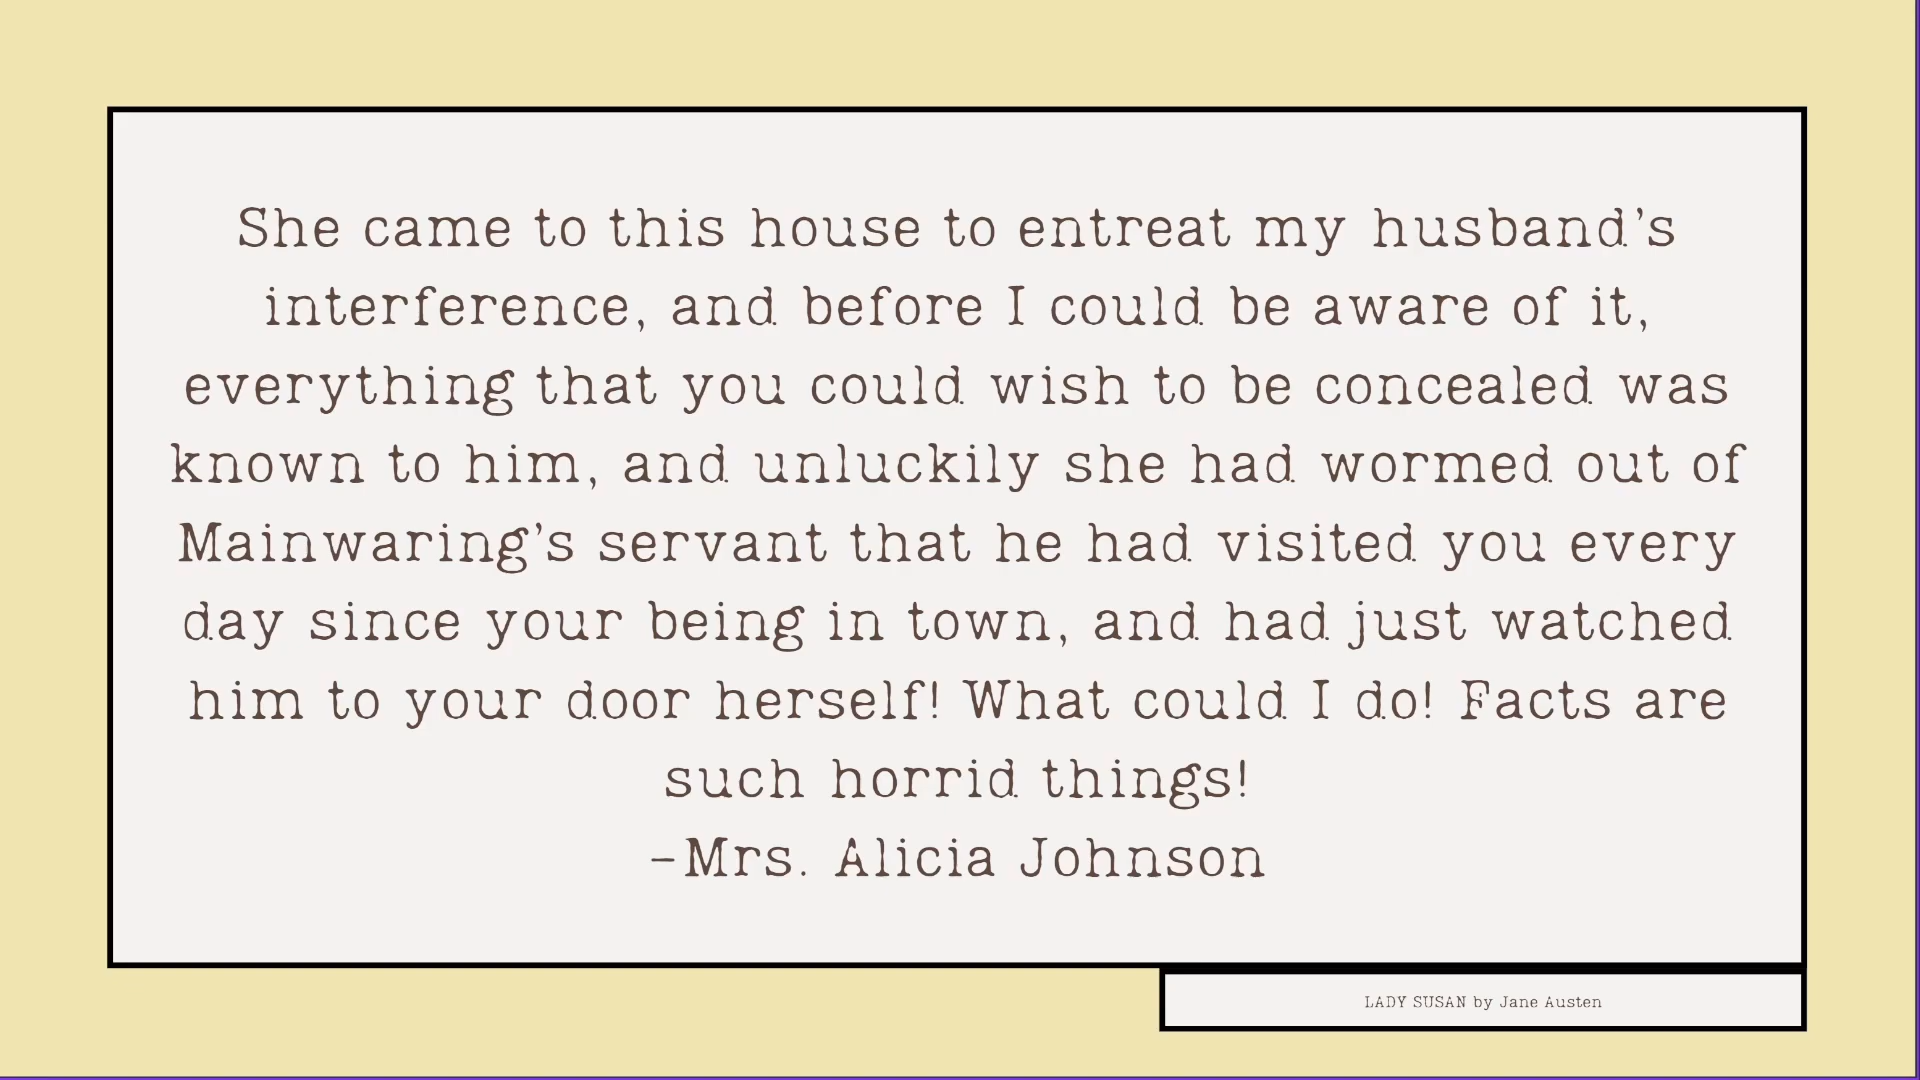 She came to this house to entreat my husband’s
interference, and before I could be aware of it,
everything that you could wish to be concealed was
known to him, and unluckily she had wormed out of
Mainwaring’s servant that he had visited you every
day since your being in town, and had just watched
him to your door herself! What could I do! Facts are
such horrid things!
-Mrs. Alicia Johnson
LADY SUSAN by Jane Austen